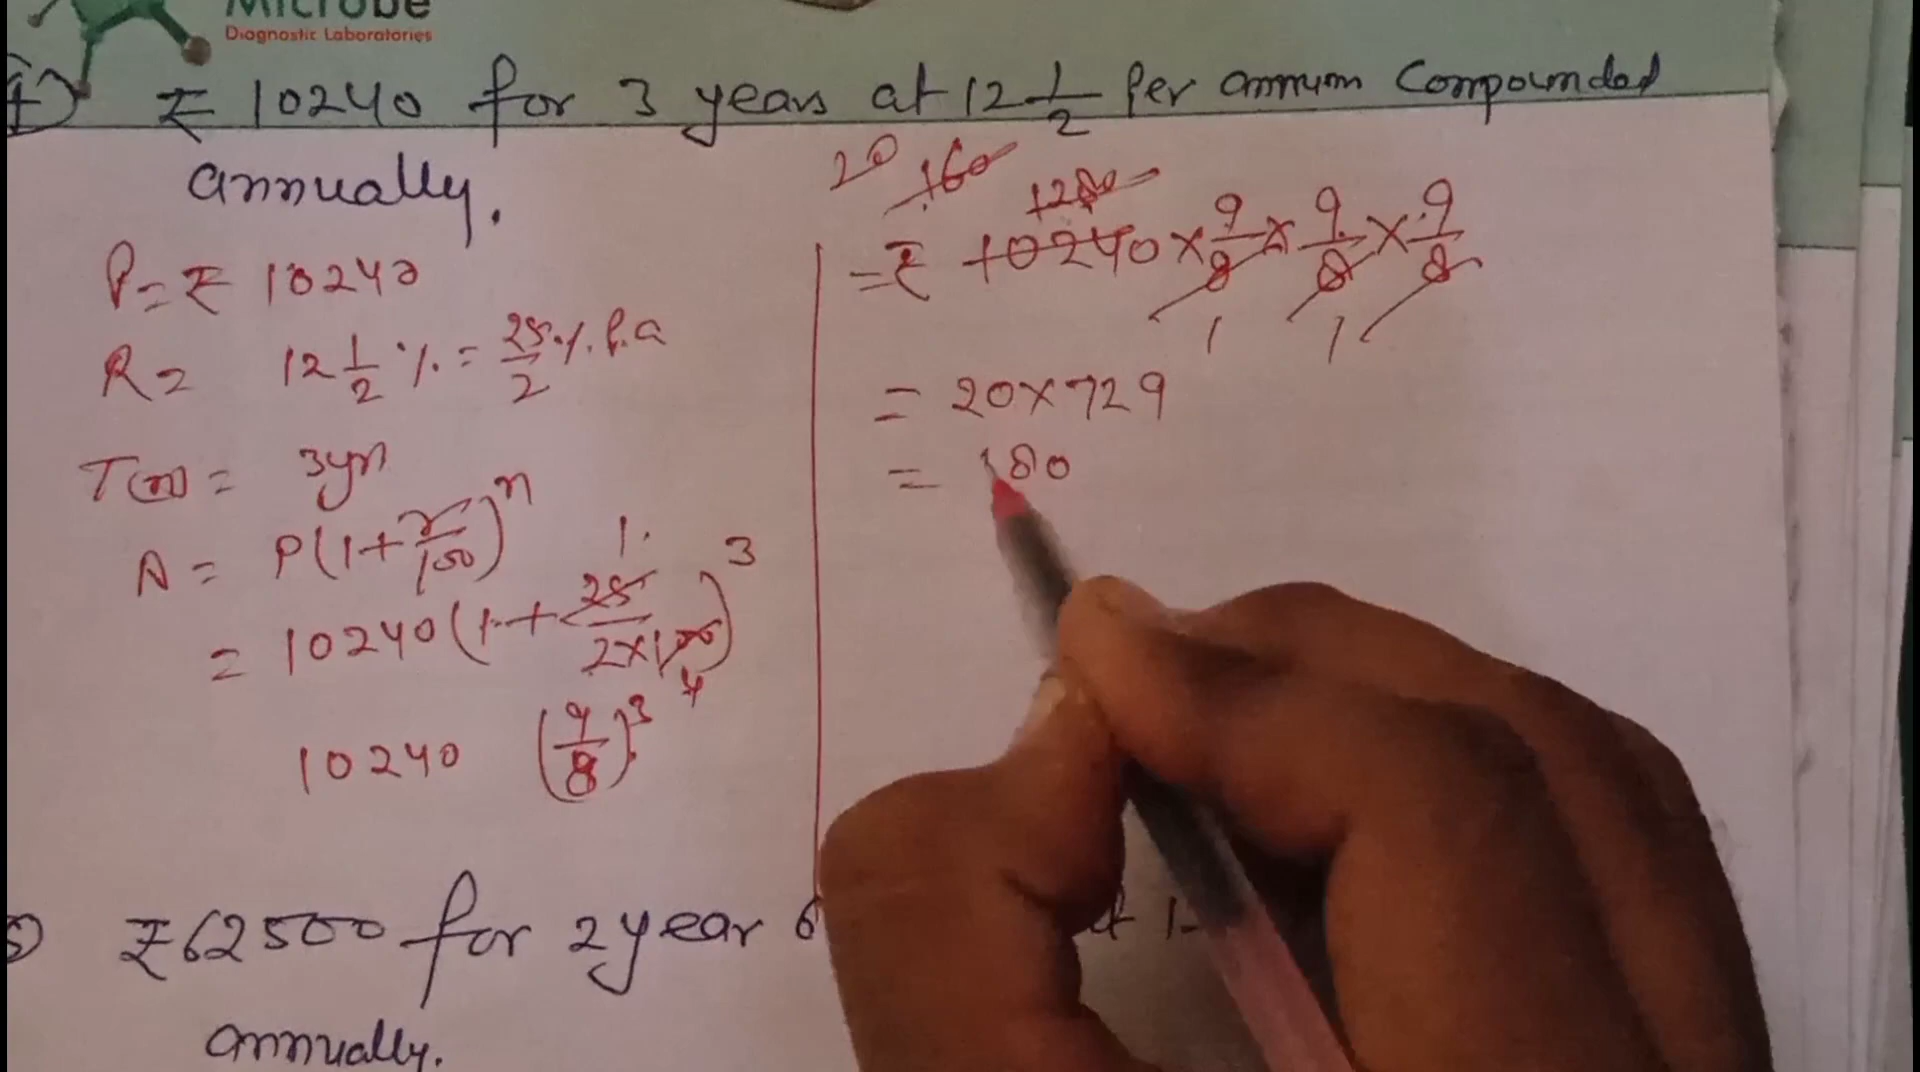 Microbe
Diagnostic Laboratories
₹ 10240 for 3 years at 12 1/2 Per annum Compounded
annually.
P = ₹ 10240
R = 12 1/2 % = 25/2 % P.a
T(n) = 3yr
A = P(1+r/100)^n
= 10240(1+25/2×100)^3
1
4
10240 (9/8)^3
20 160 1280
= ₹ 10240 × 9/8 × 9/8 × 9/8
1 1
= 20×729
= 180
₹62500 for 2 year 6
annually.